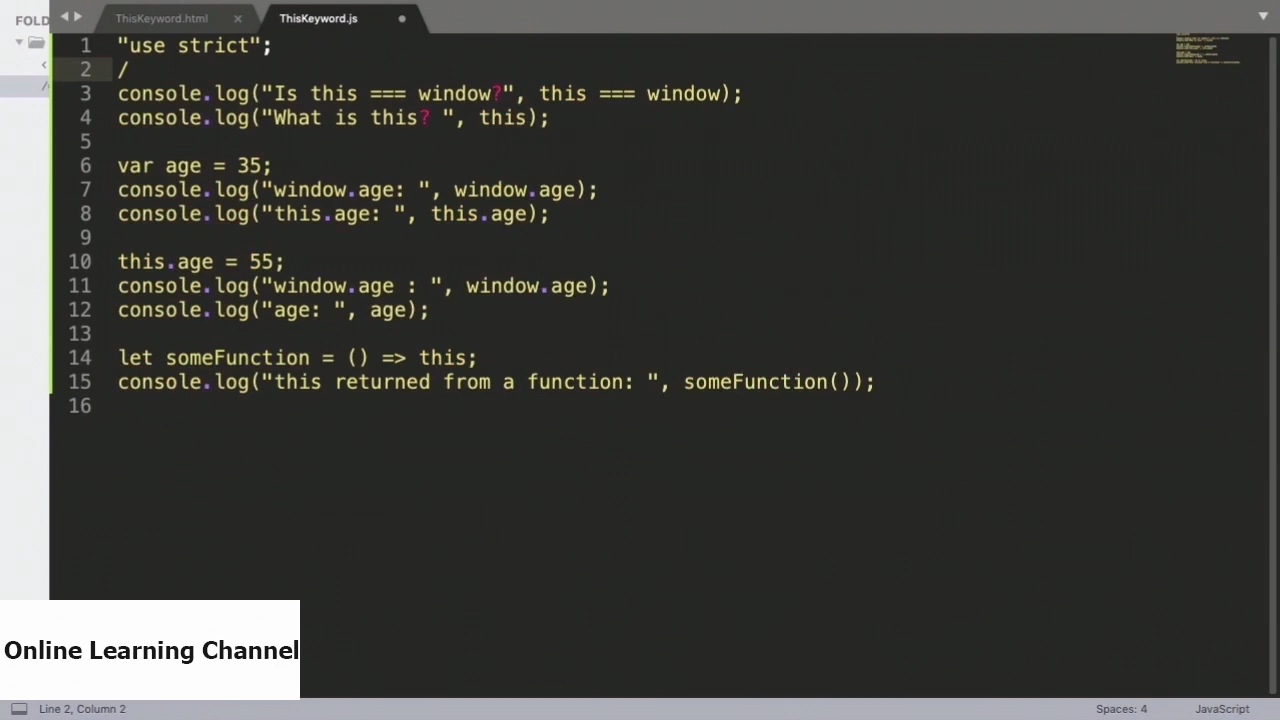 FOLD
ThisKeyword.html
ThisKeyword.js
1 "use strict";
2 /
3 console.log("Is this === window?", this === window);
4 console.log("What is this? ", this);
5
6 var age = 35;
7 console.log("window.age: ", window.age);
8 console.log("this.age: ", this.age);
9
10 this.age = 55;
11 console.log("window.age : ", window.age);
12 console.log("age: ", age);
13
14 let someFunction = () => this;
15 console.log("this returned from a function: ", someFunction());
16
Online Learning Channel
Line 2, Column 2
Spaces: 4
JavaScript